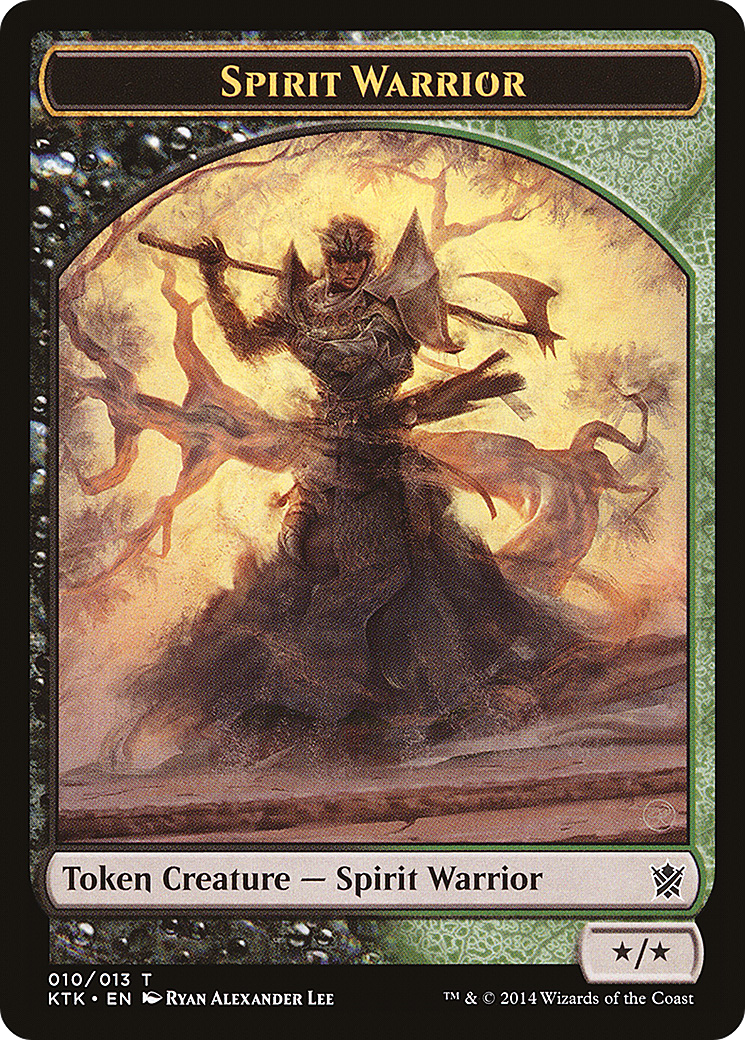 Spirit Warrior
Token Creature — Spirit Warrior
★/★
010/013 T
KTK • EN Ryan Alexander Lee
™ & © 2014 Wizards of the Coast